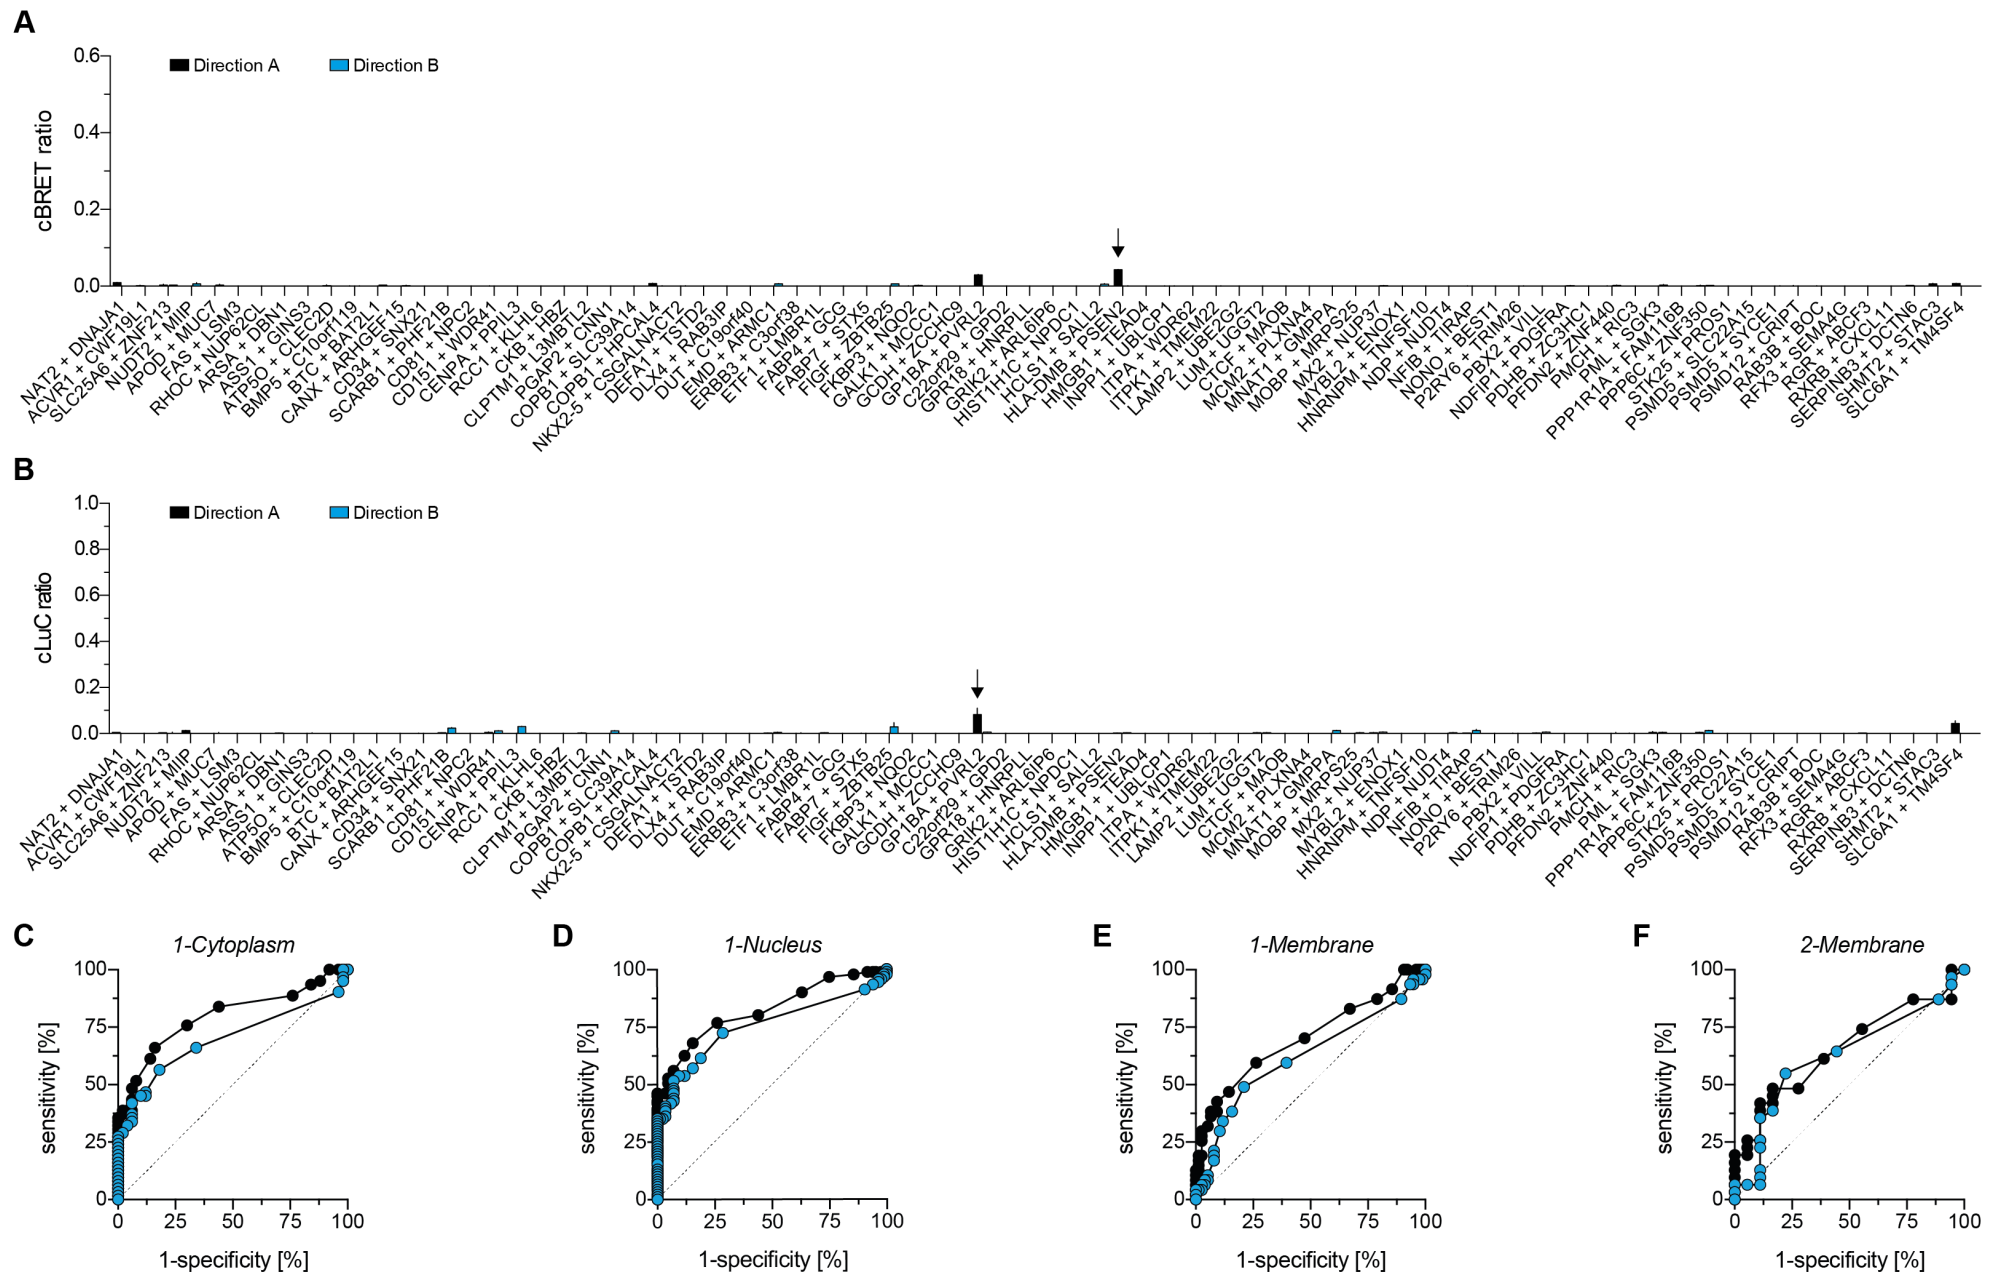 A
0.6
0.4
0.2
0.0
cBRET ratio
Direction A
Direction B
NAT2 + DNAJA1
ACVR1 + CWF19L1
SLC25A6 + ZNF213
NUDT2 + MIIP
APOD + MUC7
FAS + LSM3
RHOC + NUP62CL
ARSA + DBN1
ASS1 + GINS3
ATP5O + CLEC2D
BMP5 + C10orf119
BTC + BAT2L1
CANX + ARHGEF15
CD34 + SNX21
SCARB1 + PHF21B
CD81 + NPC2
CD151 + WDR41
CENPA + PPIL3
RCC1 + KLHL6
CKB + HBZ
CLPTM1 + L3MBTL2
PGAP2 + CNN1
COPB1 + SLC39A14
COPB1 + HPCAL4
NKX2-5 + CSGALNACT2
DEFA1 + TSTD2
DLX4 + RAB3IP
DUT + C19orf40
EMD + ARMC1
ERBB3 + C3orf38
ETF1 + LMBR1L
FABP4 + GCG
FABP7 + STX5
FIGF + ZBTB25
FKBP3 + NQO2
GALK1 + MCCC1
GCDH + ZCCHC9
GP1BA + PVRL2
C22orf29 + GPD2
GPR18 + HNRPLL
GRIK2 + ARL6IP6
HIST1H1C + NPDC1
HCLS1 + SALL2
HLA-DMB + PSEN2
HMGB1 + TEAD4
INPP1 + UBLCP1
ITPA + WDR62
ITPK1 + TMEM22
LAMP2 + UBE2G2
LUM + UGGT2
CTCF + MAOB
MCM2 + PLXNA4
MNAT1 + GMPPA
MOBP + MRPS25
MX2 + NUP37
MYBL2 + ENOX1
HNRNPM + TNFSF10
NDP + NUDT4
NFIB + TIRAP
NONO + BEST1
P2RY6 + TRIM26
PBX2 + VILL
NDFIP1 + PDGFRA
PDHB + ZC3HC1
PFDN2 + ZNF440
PMCH + RIC3
PML + SGK3
PPP1R1A + FAM116B
PPP6C + ZNF350
STK25 + PROS1
PSMD5 + SLC22A15
PSMD5 + SYCE1
PSMD12 + CRIPT
RAB3B + BOC
RFX3 + SEMA4G
RGR + ABCF3
RXRB + CXCL11
SERPINB3 + DCTN6
SHMT2 + STAC3
SLC6A1 + TM4SF4
B
1.0
0.8
0.6
0.4
0.2
0.0
cLuC ratio
Direction A
Direction B
NAT2 + DNAJA1
ACVR1 + CWF19L1
SLC25A6 + ZNF213
NUDT2 + MIIP
APOD + MUC7
FAS + LSM3
RHOC + NUP62CL
ARSA + DBN1
ASS1 + GINS3
ATP5O + CLEC2D
BMP5 + C10orf119
BTC + BAT2L1
CANX + ARHGEF15
CD34 + SNX21
SCARB1 + PHF21B
CD81 + NPC2
CD151 + WDR41
CENPA + PPIL3
RCC1 + KLHL6
CKB + HBZ
CLPTM1 + L3MBTL2
PGAP2 + CNN1
COPB1 + SLC39A14
COPB1 + HPCAL4
NKX2-5 + CSGALNACT2
DEFA1 + TSTD2
DLX4 + RAB3IP
DUT + C19orf40
EMD + ARMC1
ERBB3 + C3orf38
ETF1 + LMBR1L
FABP4 + GCG
FABP7 + STX5
FIGF + ZBTB25
FKBP3 + NQO2
GALK1 + MCCC1
GCDH + ZCCHC9
GP1BA + PVRL2
C22orf29 + GPD2
GPR18 + HNRPLL
GRIK2 + ARL6IP6
HIST1H1C + NPDC1
HCLS1 + SALL2
HLA-DMB + PSEN2
HMGB1 + TEAD4
INPP1 + UBLCP1
ITPA + WDR62
ITPK1 + TMEM22
LAMP2 + UBE2G2
LUM + UGGT2
CTCF + MAOB
MCM2 + PLXNA4
MNAT1 + GMPPA
MOBP + MRPS25
MX2 + NUP37
MYBL2 + ENOX1
HNRNPM + TNFSF10
NDP + NUDT4
NFIB + TIRAP
NONO + BEST1
P2RY6 + TRIM26
PBX2 + VILL
NDFIP1 + PDGFRA
PDHB + ZC3HC1
PFDN2 + ZNF440
PMCH + RIC3
PML + SGK3
PPP1R1A + FAM116B
PPP6C + ZNF350
STK25 + PROS1
PSMD5 + SLC22A15
PSMD5 + SYCE1
PSMD12 + CRIPT
RAB3B + BOC
RFX3 + SEMA4G
RGR + ABCF3
RXRB + CXCL11
SERPINB3 + DCTN6
SHMT2 + STAC3
SLC6A1 + TM4SF4
C
1-Cytoplasm
100
75
50
25
0
sensitivity [%]
0 25 50 75 100
1-specificity [%]
D
1-Nucleus
100
75
50
25
0
sensitivity [%]
0 25 50 75 100
1-specificity [%]
E
1-Membrane
100
75
50
25
0
sensitivity [%]
0 25 50 75 100
1-specificity [%]
F
2-Membrane
100
75
50
25
0
sensitivity [%]
0 25 50 75 100
1-specificity [%]